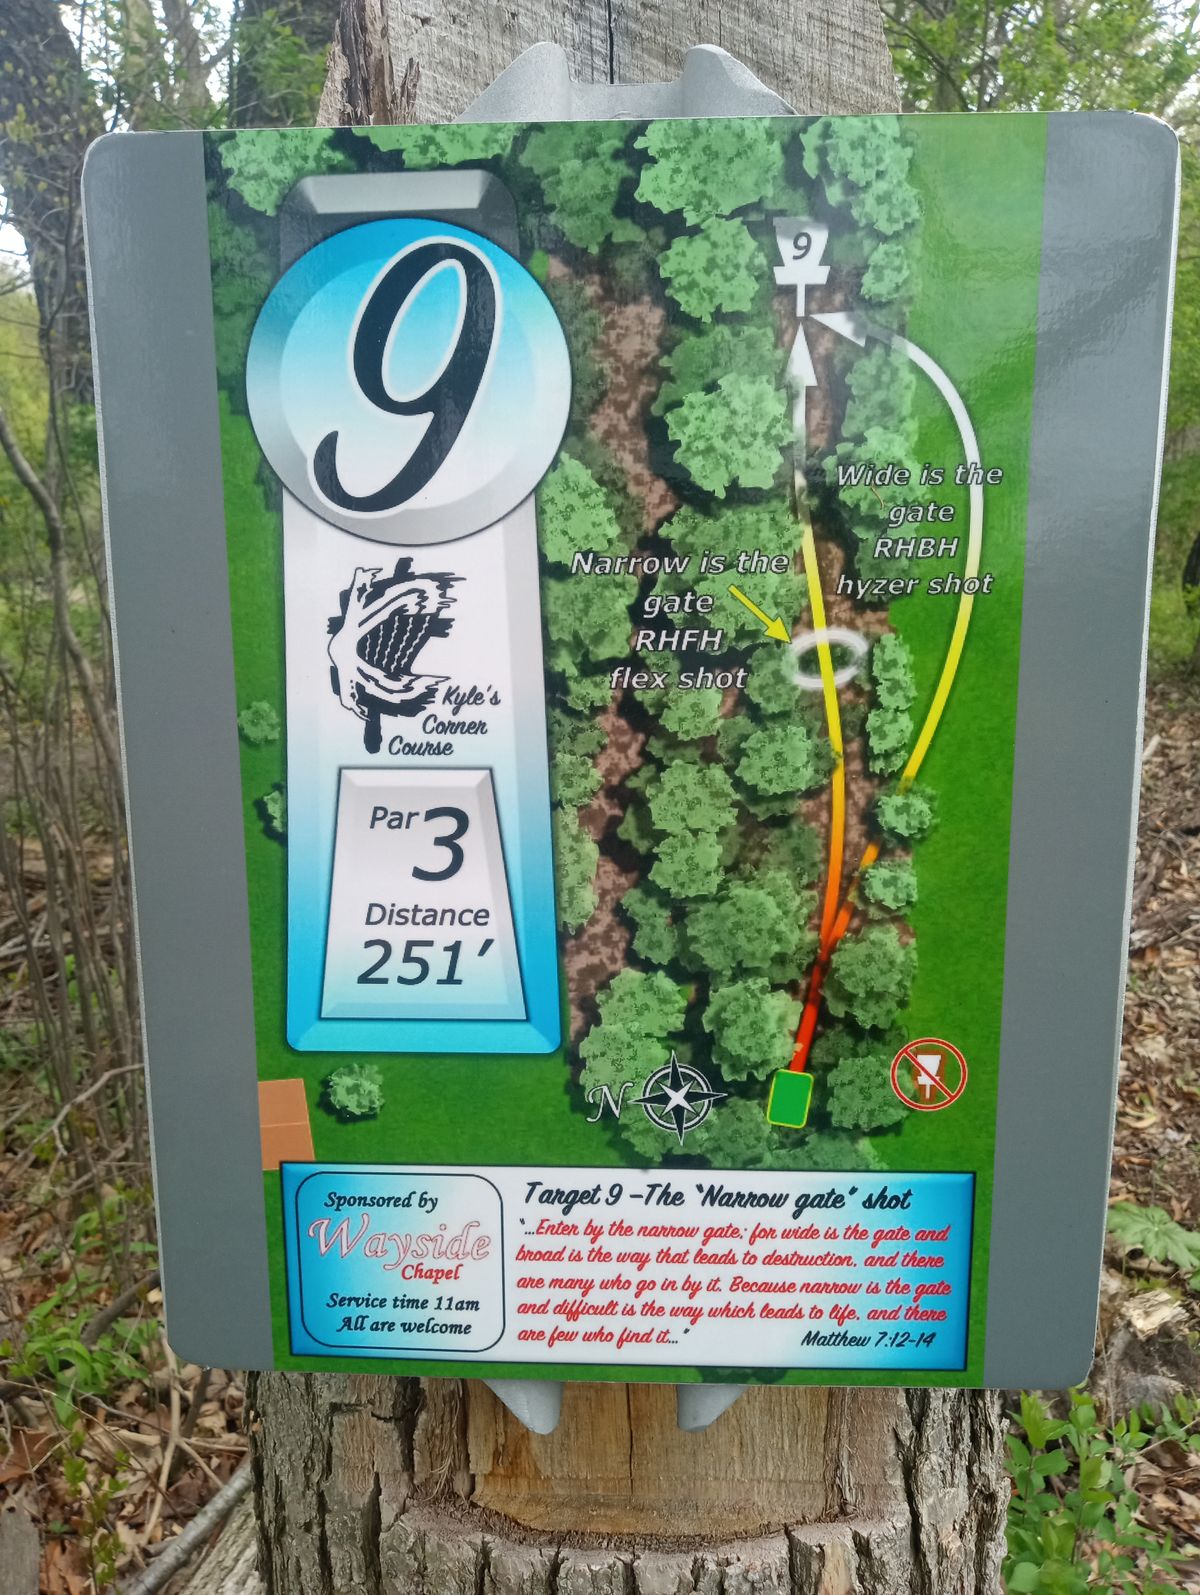 9
9
Wide is the
gate
RHBH
hyzer shot
Narrow is the
gate
RHFH
flex shot
Kyle's
Corner
Course
Par 3
Distance
251'
N
Sponsored by
Wayside
Chapel
Service time 11am
All are welcome
Target 9 -The "Narrow gate" shot
"...Enter by the narrow gate; for wide is the gate and
broad is the way that leads to destruction, and there
are many who go in by it. Because narrow is the gate
and difficult is the way which leads to life, and there
are few who find it..."
Matthew 7:12-14